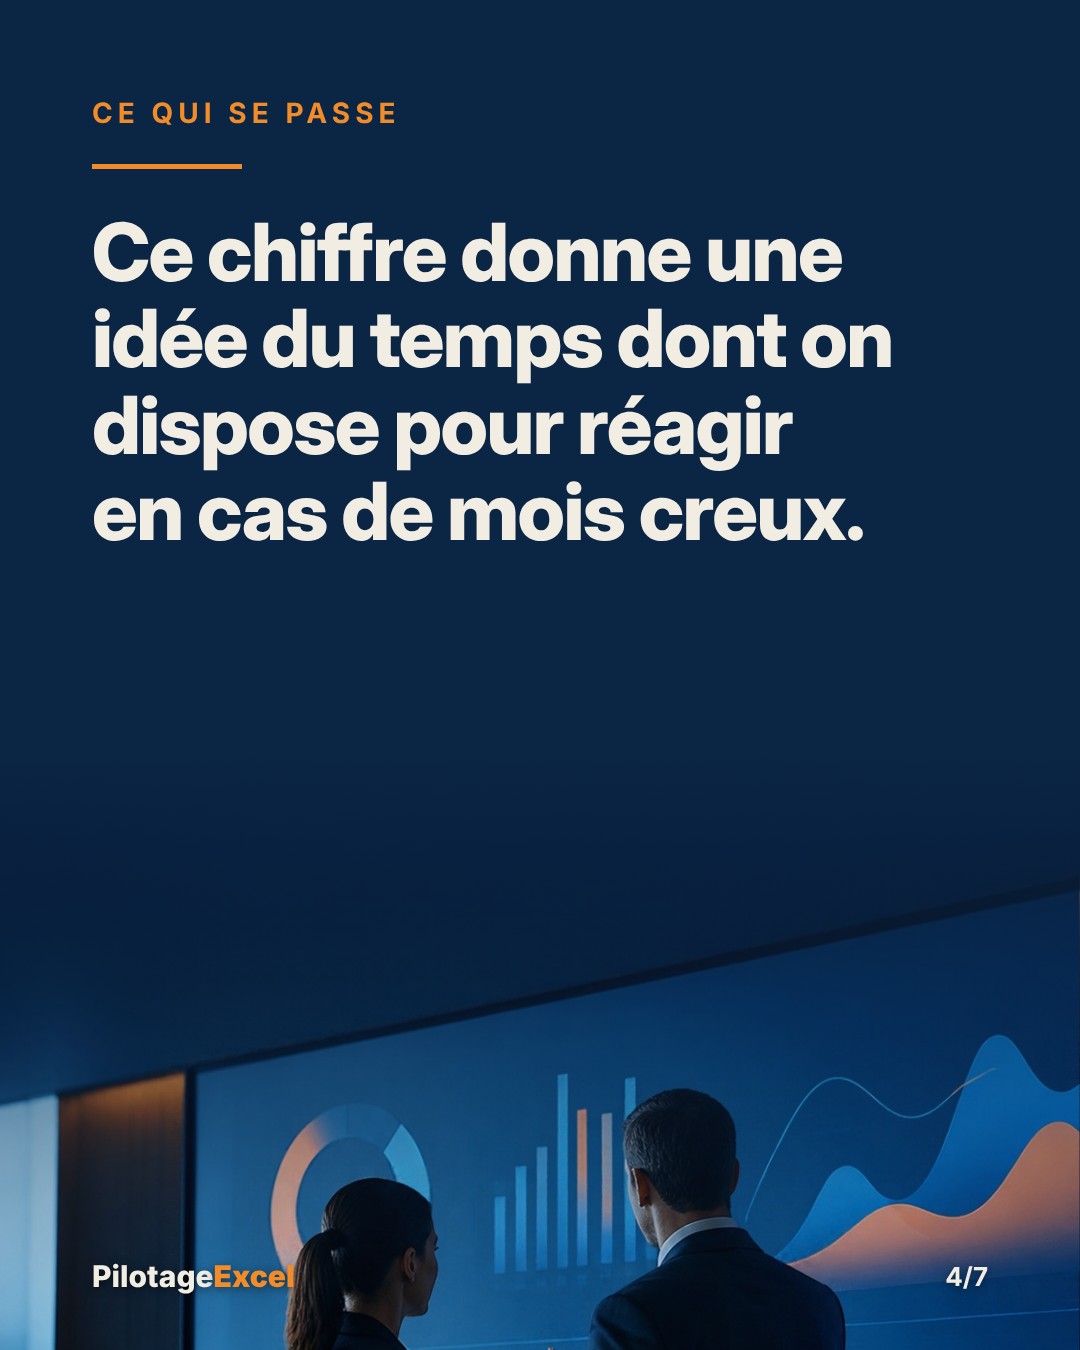 CE QUI SE PASSE
Ce chiffre donne une
idée du temps dont on
dispose pour réagir
en cas de mois creux.
PilotageExcel
4/7